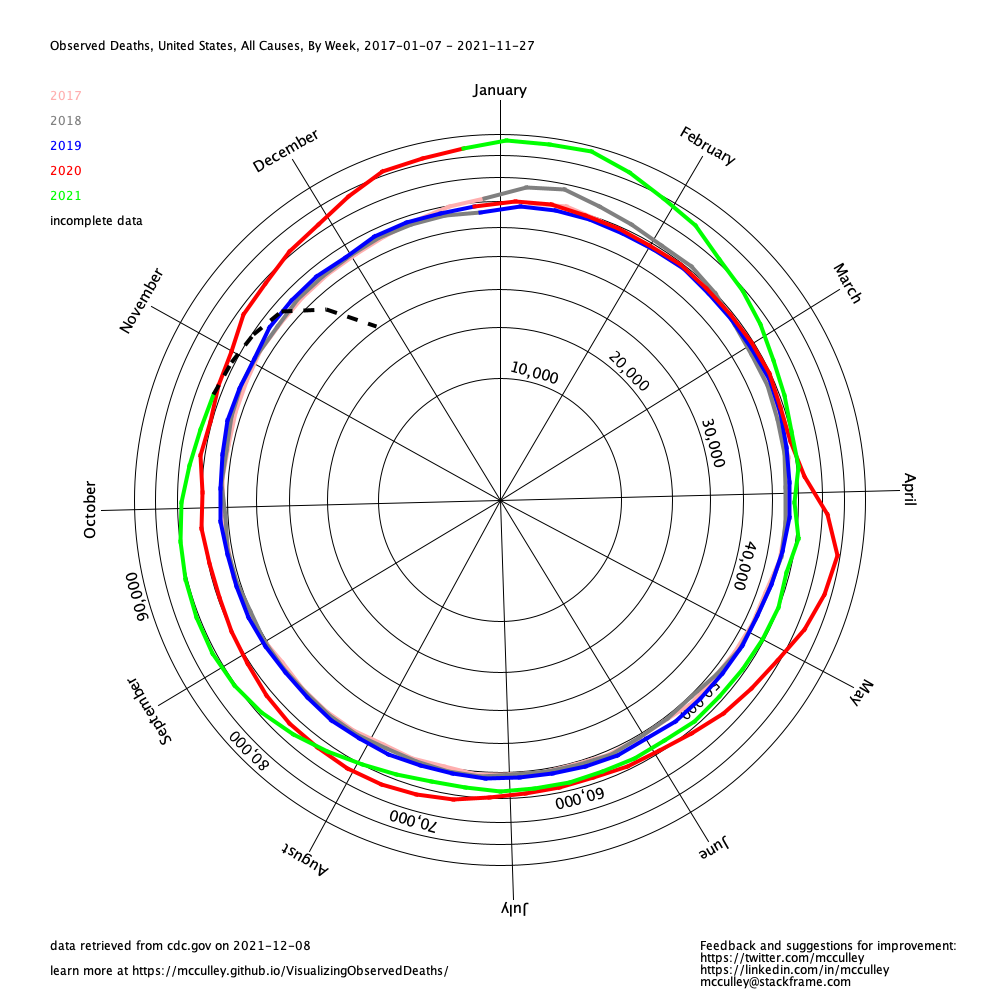 Observed Deaths, United States, All Causes, By Week, 2017-01-07 - 2021-11-27
2017
2018
2019
2020
2021
incomplete data
January
February
March
April
May
June
July
August
September
October
November
December
10,000
20,000
30,000
40,000
50,000
60,000
70,000
80,000
90,000
data retrieved from cdc.gov on 2021-12-08
learn more at https://mcculley.github.io/VisualizingObservedDeaths/
Feedback and suggestions for improvement:
https://twitter.com/mcculley
https://linkedin.com/in/mcculley
mcculley@stackframe.com